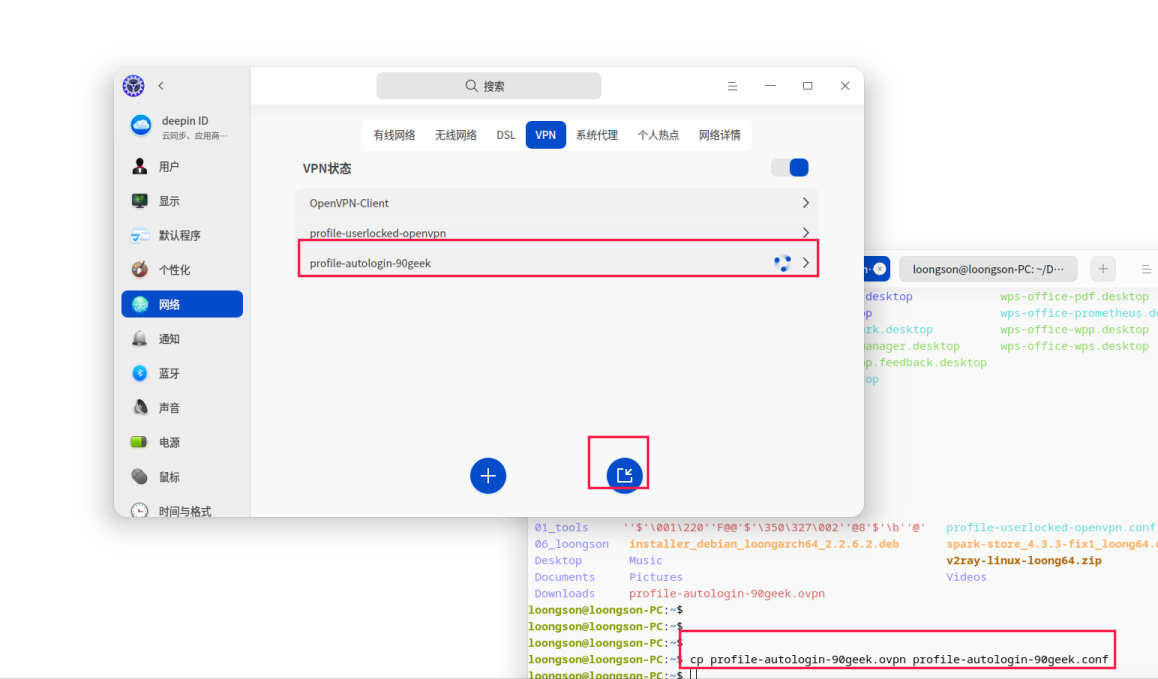 搜索
deepin ID
云同步、应用商···
用户
显示
默认程序
个性化
网络
通知
蓝牙
声音
电源
鼠标
时间与格式
有线网络 无线网络 DSL VPN 系统代理 个人热点 网络详情
VPN状态
OpenVPN-Client
profile-userlocked-openvpn
profile-autologin-90geek
loongson@loongson-PC: ~/D···
desktop wps-office-pdf.desktop
op wps-office-prometheus.de
rk.desktop wps-office-wpp.desktop
anager.desktop wps-office-wps.desktop
p.feedback.desktop
top
01_tools ''$'\001\220''F@@'$'\350\327\002''@8'$'\b''@' profile-userlocked-openvpn.conf
06_loongson installer_debian_loongarch64_2.2.6.2.deb spark-store_4.3.3-fix1_loong64.
Desktop Music v2ray-linux-loong64.zip
Documents Pictures Videos
Downloads profile-autologin-90geek.ovpn
loongson@loongson-PC:~$
loongson@loongson-PC:~$
loongson@loongson-PC:~$
loongson@loongson-PC:~$ cp profile-autologin-90geek.ovpn profile-autologin-90geek.conf
loongson@loongson-PC:~$